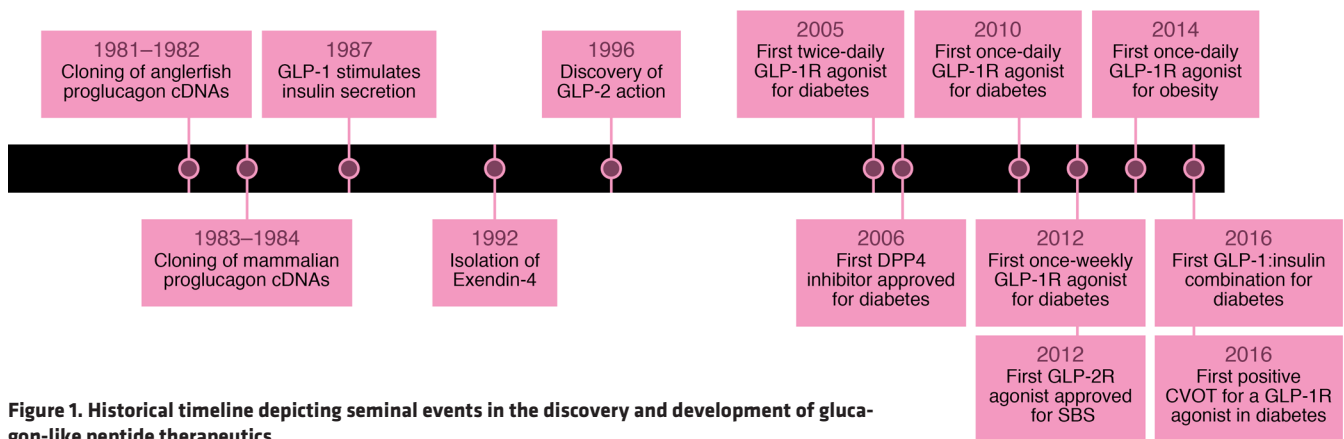 1981–1982
Cloning of anglerfish
proglucagon cDNAs
1987
GLP-1 stimulates
insulin secretion
1996
Discovery of
GLP-2 action
2005
First twice-daily
GLP-1R agonist
for diabetes
2010
First once-daily
GLP-1R agonist
for diabetes
2014
First once-daily
GLP-1R agonist
for obesity
1983–1984
Cloning of mammalian
proglucagon cDNAs
1992
Isolation of
Exendin-4
2006
First DPP4
inhibitor approved
for diabetes
2012
First once-weekly
GLP-1R agonist
for diabetes
2016
First GLP-1:insulin
combination for
diabetes
2012
First GLP-2R
agonist approved
for SBS
2016
First positive
CVOT for a GLP-1R
agonist in diabetes
Figure 1. Historical timeline depicting seminal events in the discovery and development of gluca-
gon-like peptide therapeutics